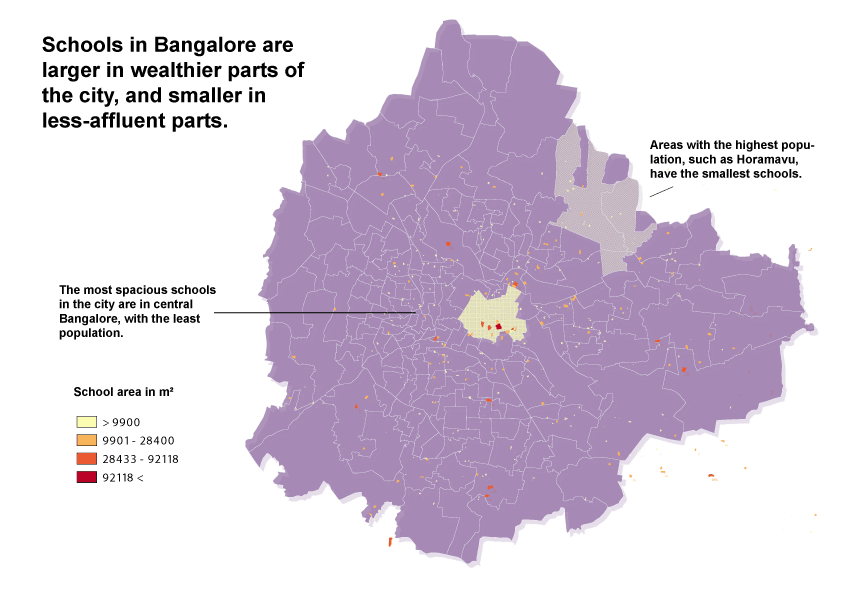 Schools in Bangalore are
larger in wealthier parts of
the city, and smaller in
less-affluent parts.
Areas with the highest popu-
lation, such as Horamavu,
have the smallest schools.
The most spacious schools
in the city are in central
Bangalore, with the least
population.
School area in m²
> 9900
9901 - 28400
28433 - 92118
92118 <